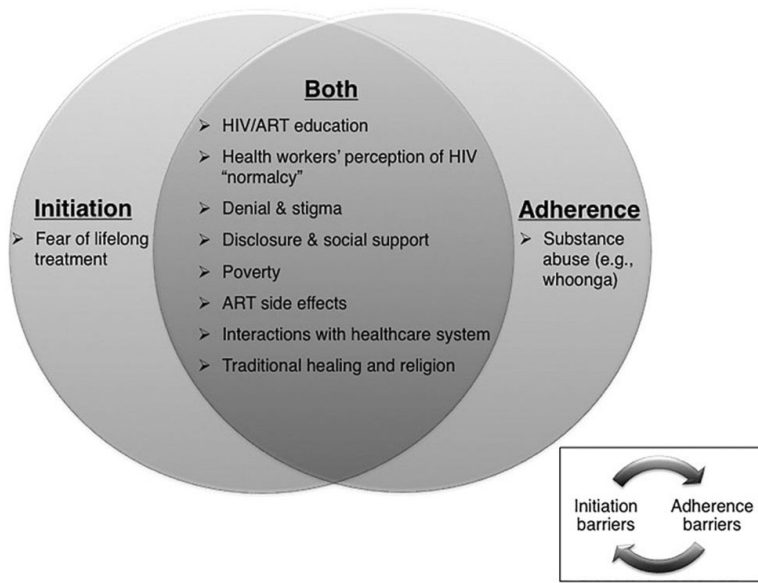 Both
➢ HIV/ART education
➢ Health workers' perception of HIV
"normalcy"
➢ Denial & stigma
➢ Disclosure & social support
➢ Poverty
➢ ART side effects
➢ Interactions with healthcare system
➢ Traditional healing and religion
Initiation
➢ Fear of lifelong
treatment
Adherence
➢ Substance
abuse (e.g.,
whoonga)
Initiation
barriers
Adherence
barriers